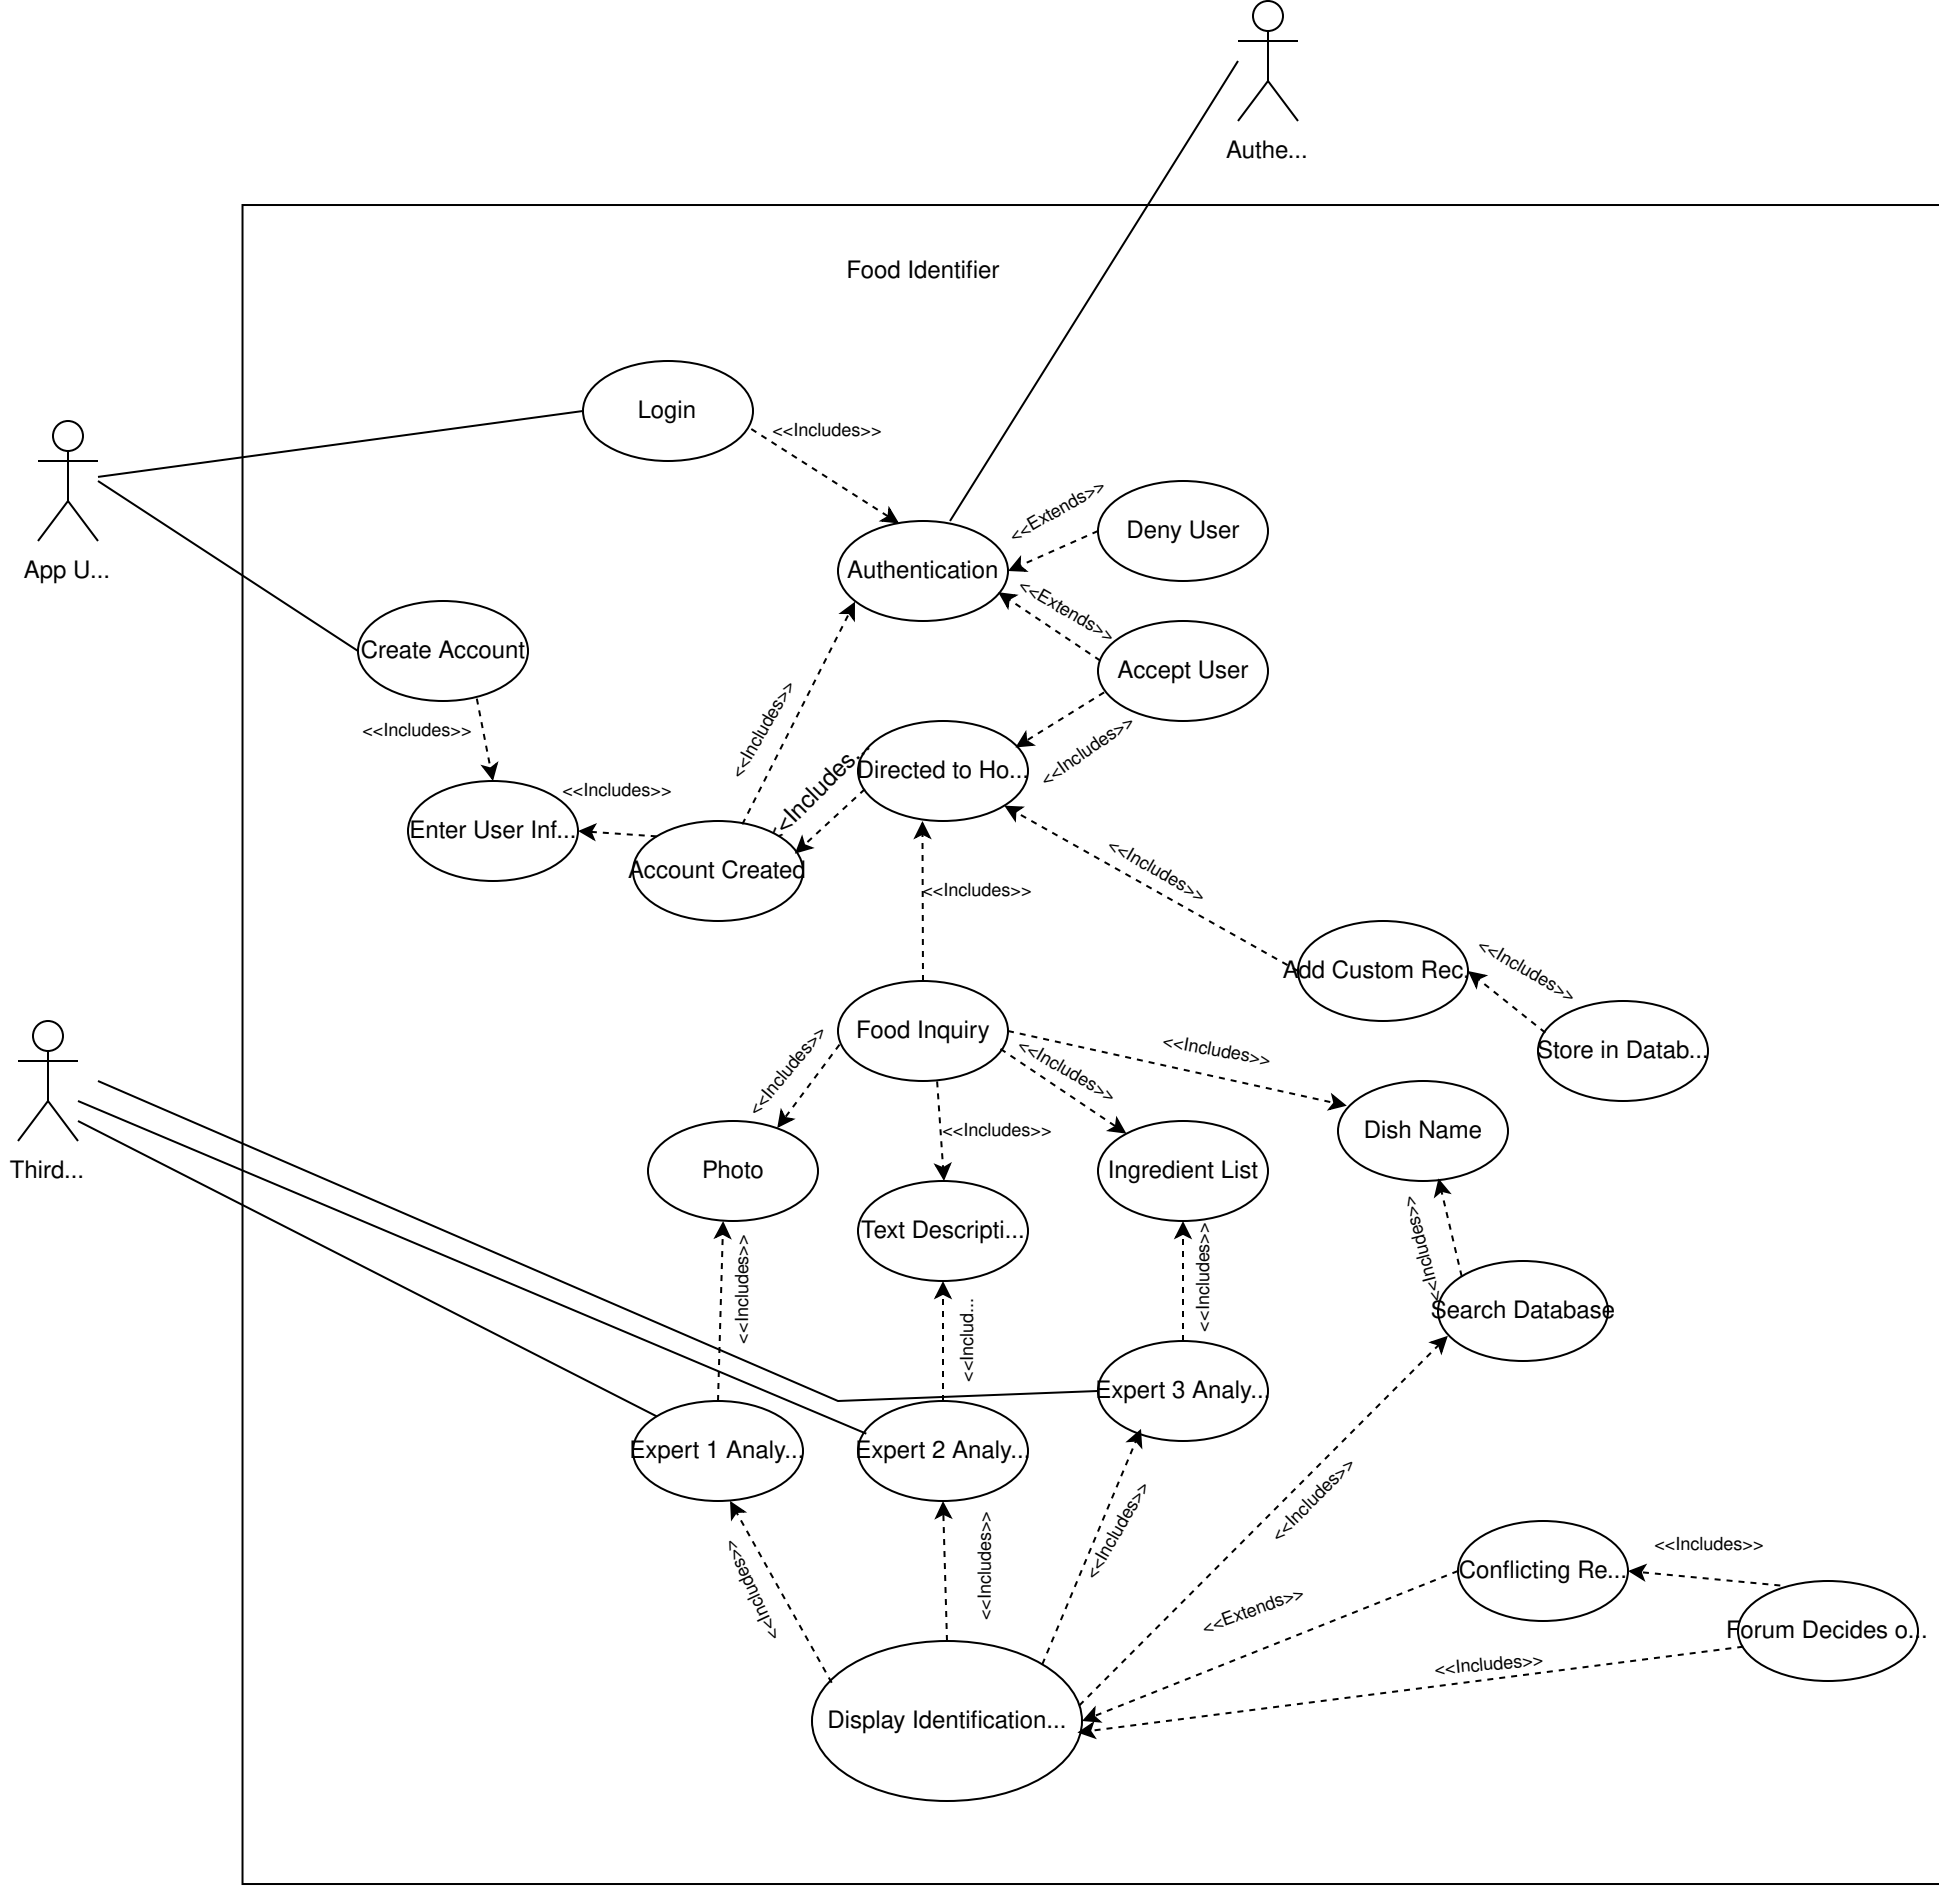 Authe...
Food Identifier
Login
<<Includes>>
<<Extends>>
Deny User
App U...
Authentication
<<Extends>>
Create Account
Accept User
<<Includes>>
<<Includes>>
<<Includes>>
<Includes...
Directed to Ho...
<<Includes>>
Enter User Inf...
<<Includes>>
Account Created
<<Includes>>
<<Includes>>
Add Custom Rec...
<<Includes>>
Food Inquiry
Store in Datab...
<<Includes>>
<<Includes>>
<<Includes>>
<<Includes>>
Dish Name
Third...
Photo
Ingredient List
Text Descripti...
<<Includes>>
<<Includes>>
<<Includes>>
Search Database
<<Includ...
Expert 3 Analy...
Expert 1 Analy...
Expert 2 Analy...
<<Includes>>
<<Includes>>
<<Includes>>
<<Includes>>
Conflicting Re...
<<Includes>>
<<Extends>>
Forum Decides o...
<<Includes>>
Display Identification...